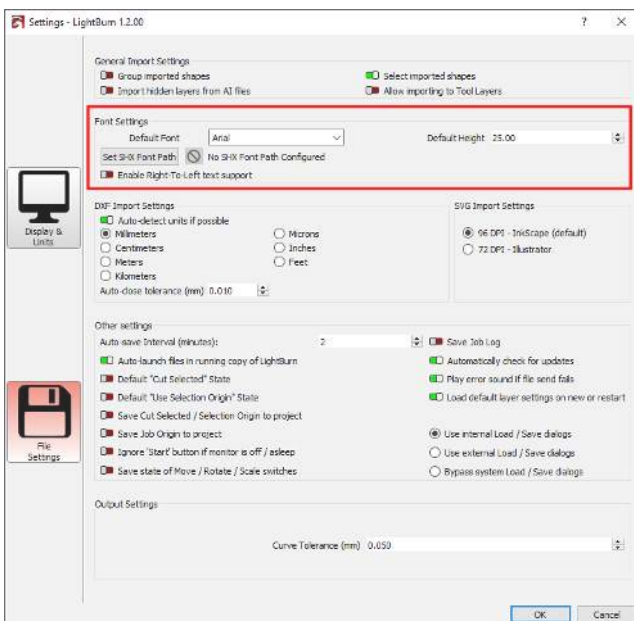 Settings - LightBurn 1.2.00
General Import Settings
Group imported shapes
Select imported shapes
Import hidden layers from AI files
Allow importing to Tool Layers
Font Settings
Default Font Arial
Default Height 25.00
Set SHX Font Path No SHX Font Path Configured
Enable Right-To-Left text support
Display & Units
DXF Import Settings
Auto-detect units if possible
Millimeters
Microns
Centimeters
Inches
Meters
Feet
Kilometers
Auto-close tolerance (mm) 0.010
SVG Import Settings
96 DPI - InkScape (default)
72 DPI - Illustrator
File Settings
Other settings
Auto-save Interval (minutes): 2
Save Job Log
Auto-launch files in running copy of LightBurn
Automatically check for updates
Default "Cut Selected" State
Play error sound if file send fails
Default "Use Selection Origin" State
Load default layer settings on new or restart
Save Cut Selected / Selection Origin to project
Save Job Origin to project
Use internal Load / Save dialogs
Ignore 'Start' button if monitor is off / asleep
Use external Load / Save dialogs
Save state of Move / Rotate / Scale switches
Bypass system Load / Save dialogs
Output Settings
Curve Tolerance (mm) 0.050
OK
Cancel